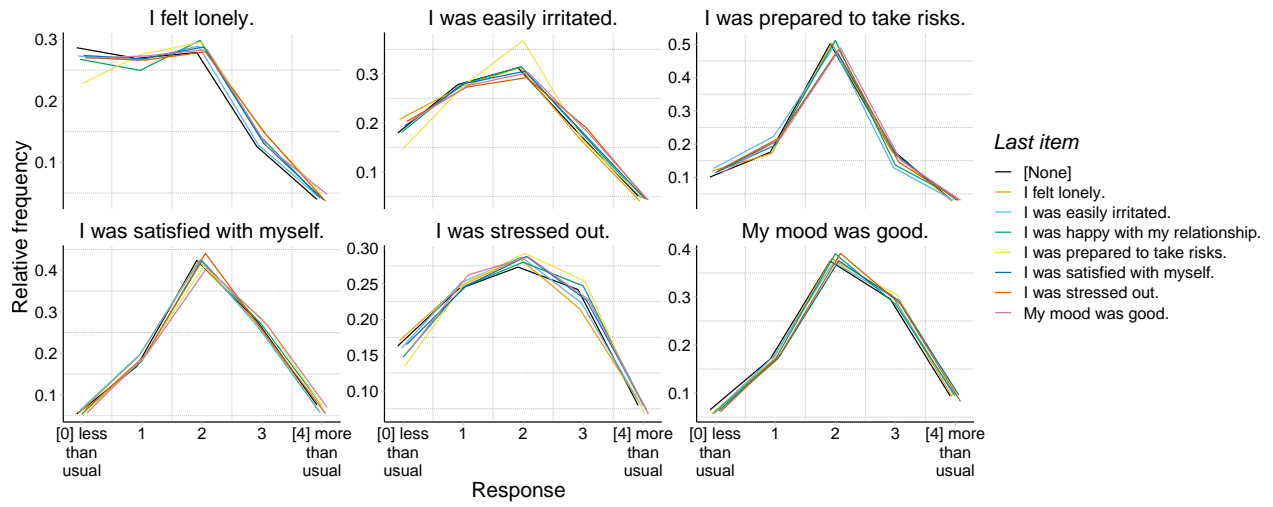 I felt lonely.
I was easily irritated.
I was prepared to take risks.
0.3
0.2
0.1
0.3
0.2
0.1
0.5
0.4
0.3
0.2
0.1
Relative frequency
I was satisfied with myself.
I was stressed out.
My mood was good.
0.4
0.3
0.2
0.1
0.30
0.25
0.20
0.15
0.10
0.4
0.3
0.2
0.1
[0] less than usual
1
2
3
[4] more than usual
[0] less than usual
1
2
3
[4] more than usual
[0] less than usual
1
2
3
[4] more than usual
Response
Last item
[None]
I felt lonely.
I was easily irritated.
I was happy with my relationship.
I was prepared to take risks.
I was satisfied with myself.
I was stressed out.
My mood was good.